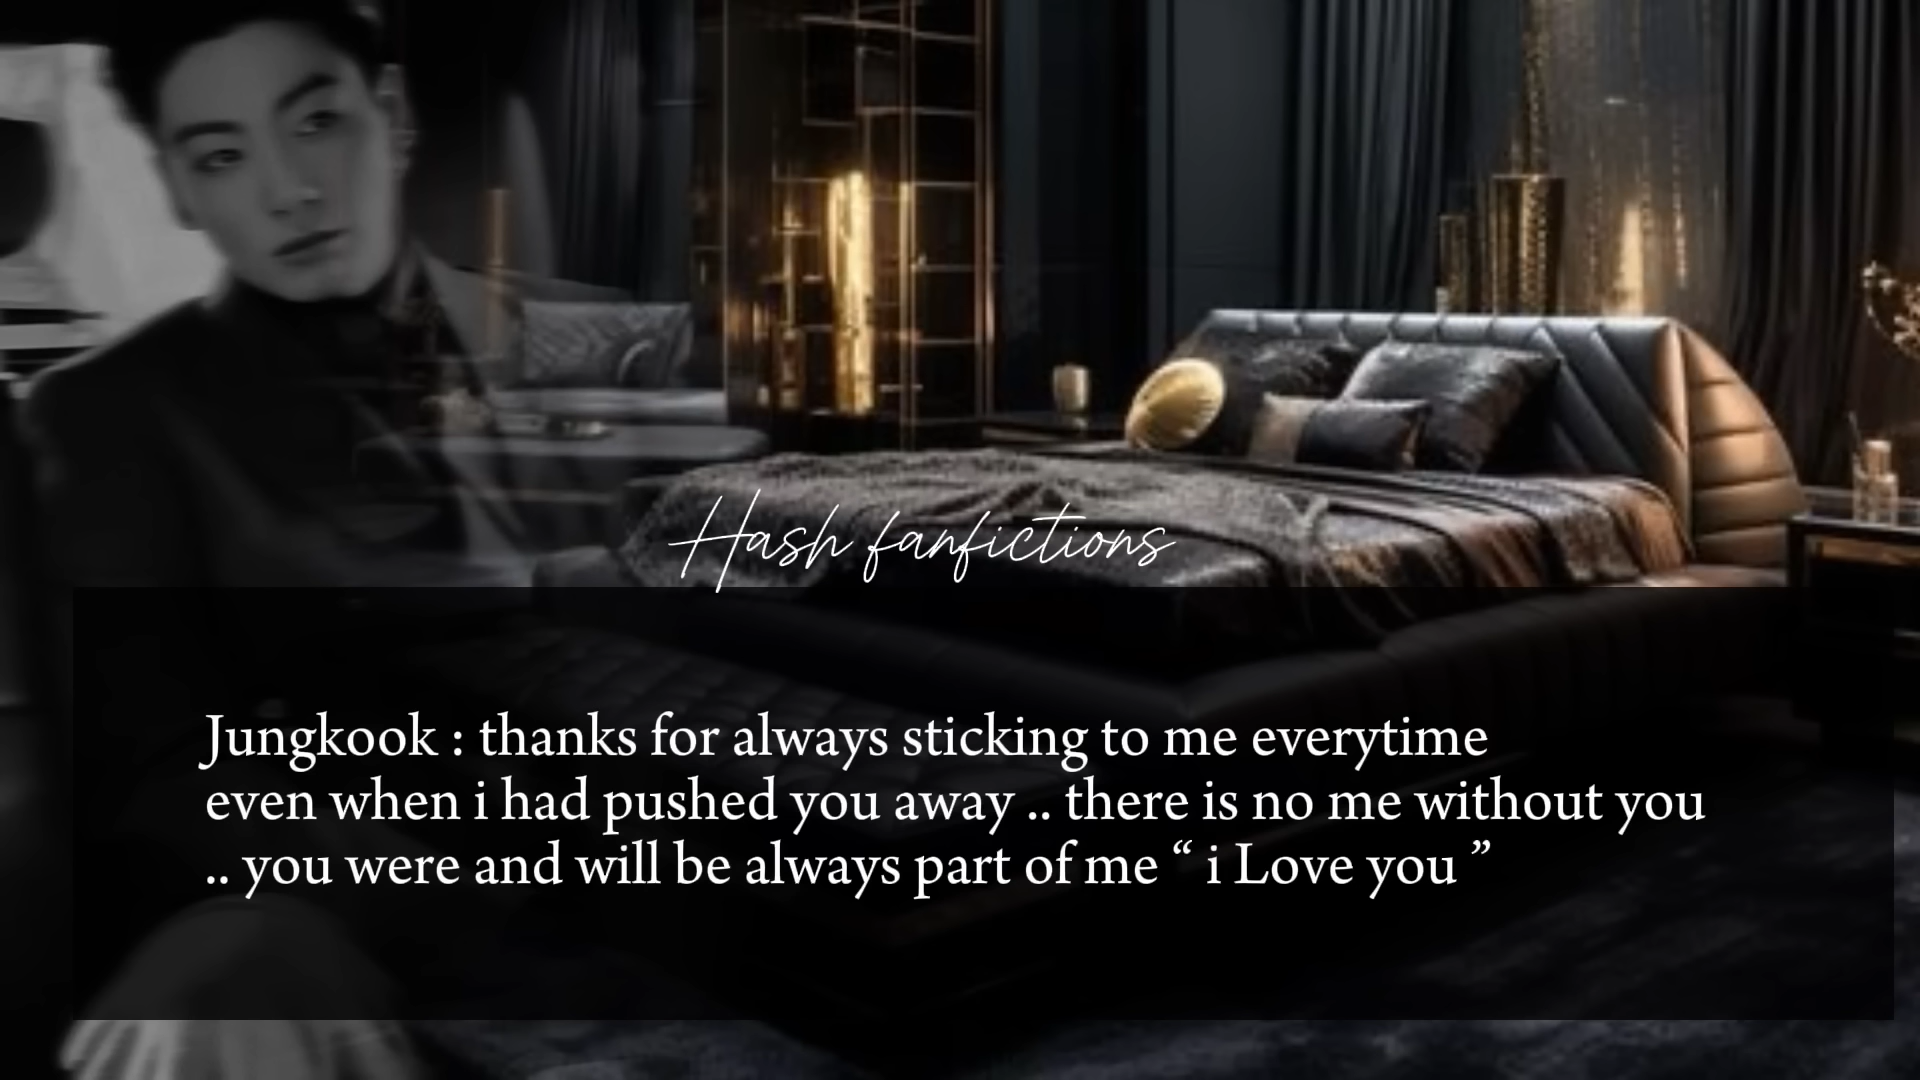 Hash fanfictions
Jungkook : thanks for always sticking to me everytime
even when i had pushed you away .. there is no me without you
.. you were and will be always part of me “ i Love you ”